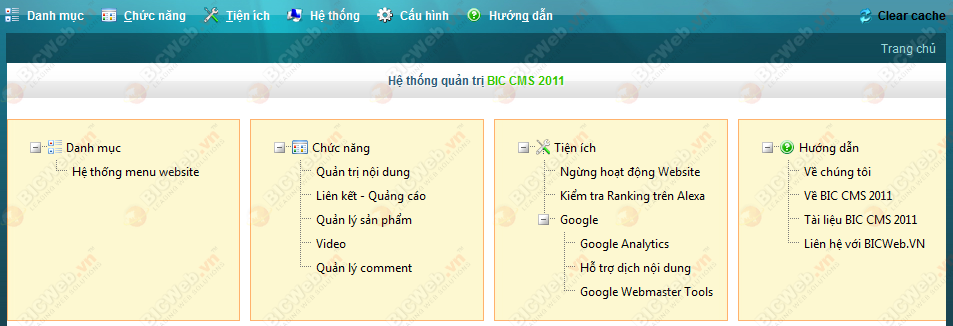 Danh mục Chức năng Tiện ích Hệ thống Cấu hình Hướng dẫn Clear cache
Trang chủ
Hệ thống quản trị BIC CMS 2011
Danh mục
Hệ thống menu website
Chức năng
Quản trị nội dung
Liên kết - Quảng cáo
Quản lý sản phẩm
Video
Quản lý comment
Tiện ích
Ngừng hoạt động Website
Kiểm tra Ranking trên Alexa
Google
Google Analytics
Hỗ trợ dịch nội dung
Google Webmaster Tools
Hướng dẫn
Về chúng tôi
Về BIC CMS 2011
Tài liệu BIC CMS 2011
Liên hệ với BICWeb.VN
BICWeb.vn